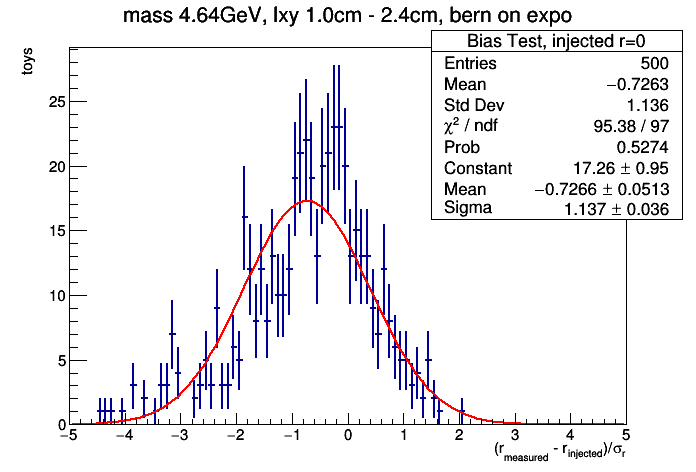 mass 4.64GeV, lxy 1.0cm - 2.4cm, bern on expo
Bias Test, injected r=0
Entries 500
Mean −0.7263
Std Dev 1.136
χ² / ndf 95.38 / 97
Prob 0.5274
Constant 17.26 ± 0.95
Mean −0.7266 ± 0.0513
Sigma 1.137 ± 0.036
toys
25
20
15
10
5
0
−5 −4 −3 −2 −1 0 1 2 3 4 5
(r_measured - r_injected)/σ_r